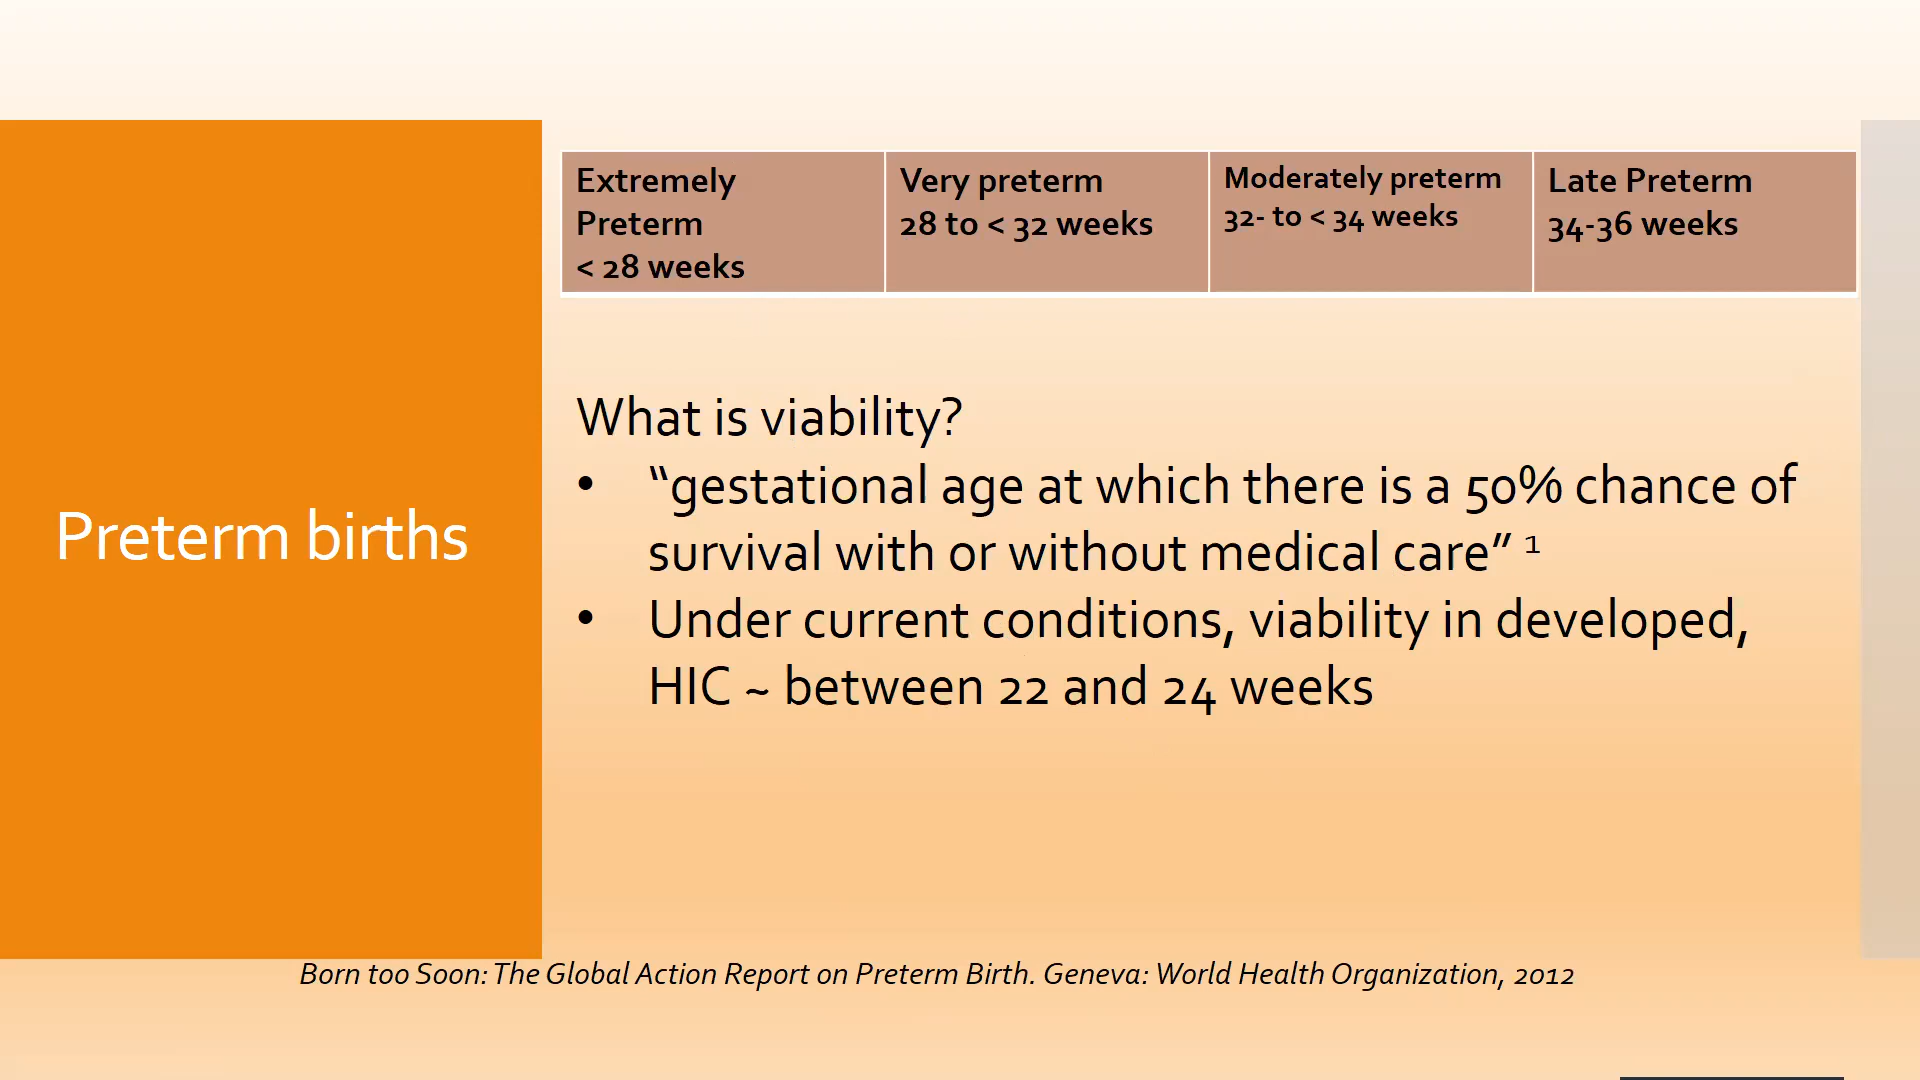 Preterm births
Extremely
Preterm
< 28 weeks
Very preterm
28 to < 32 weeks
Moderately preterm
32- to < 34 weeks
Late Preterm
34-36 weeks
What is viability?
• “gestational age at which there is a 50% chance of
survival with or without medical care” 1
• Under current conditions, viability in developed,
HIC ~ between 22 and 24 weeks
Born too Soon: The Global Action Report on Preterm Birth. Geneva: World Health Organization, 2012